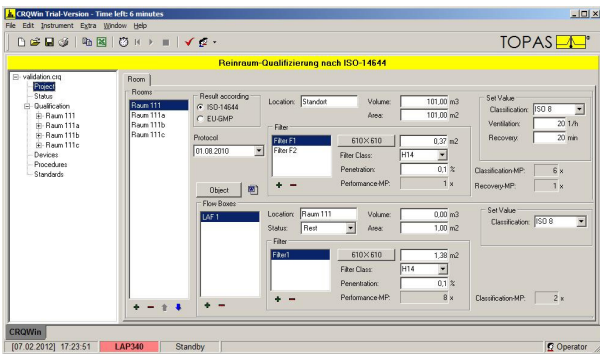 CRQWin Trial-Version - Time left: 6 minutes
File Edit Instrument Extra Window Help
TOPAS
Reinraum-Qualifizierung nach ISO-14644
validation.crq
Project
Status
Qualification
Raum 111
Raum 111a
Raum 111b
Raum 111c
Devices
Procedures
Standards
Room
Rooms
Raum 111
Raum 111a
Raum 111b
Raum 111c
Result according
ISO-14644
EU-GMP
Protocol
01.08.2010
Object
Location: Standort Volume: 101,00 m3
Area: 101,00 m2
Set Value
Classification: ISO 8
Ventilation: 20 1/h
Recovery: 20 min
Filter
Filter F1
Filter F2
610×610 0,37 m2
Filter Class: H14
Penetration: 0,1 %
Performance-MP: 1 x
Classification-MP: 6 x
Recovery-MP: 1 x
Flow Boxes
LAF 1
Location: Raum 111 Volume: 0,00 m3
Status: Rest Area: 1,00 m2
Set Value
Classification: ISO 8
Filter
Filter1
610×610 1,38 m2
Filter Class: H14
Penentration: 0,1 %
Performance-MP: 8 x
Classification-MP: 2 x
CRQWin
[07.02.2012] 17:23:51 LAP340 Standby Operator